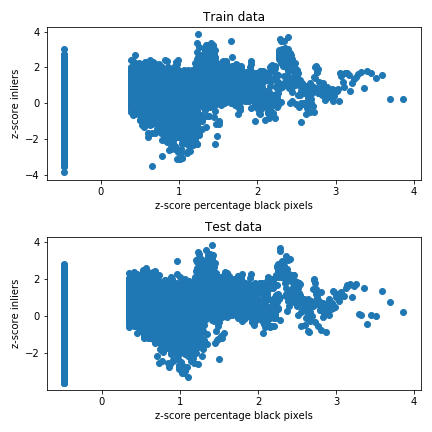 Train data
4
2
0
−2
−4
z-score inliers
0 1 2 3 4
z-score percentage black pixels
Test data
4
2
0
−2
z-score inliers
0 1 2 3 4
z-score percentage black pixels